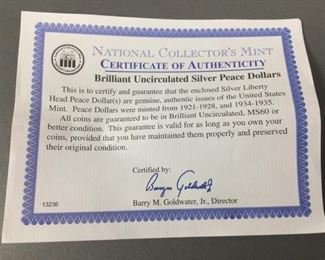 NATIONAL COLLECTOR'S MINT
CERTIFICATE OF AUTHENTICITY
Brilliant Uncirculated Silver Peace Dollars
This is to certify and guarantee that the enclosed Silver Liberty
Head Peace Dollar(s) are genuine, authentic issues of the United States
Mint. Peace Dollars were minted from 1921-1928, and 1934-1935.
All coins are guaranteed to be in Brilliant Uncirculated, MS60 or
better condition. This guarantee is valid for as long as you own your
coins, provided that you have maintained them properly and preserved
their original condition.
Certified by:
Barry Goldwater Jr
Barry M. Goldwater, Jr., Director
13236